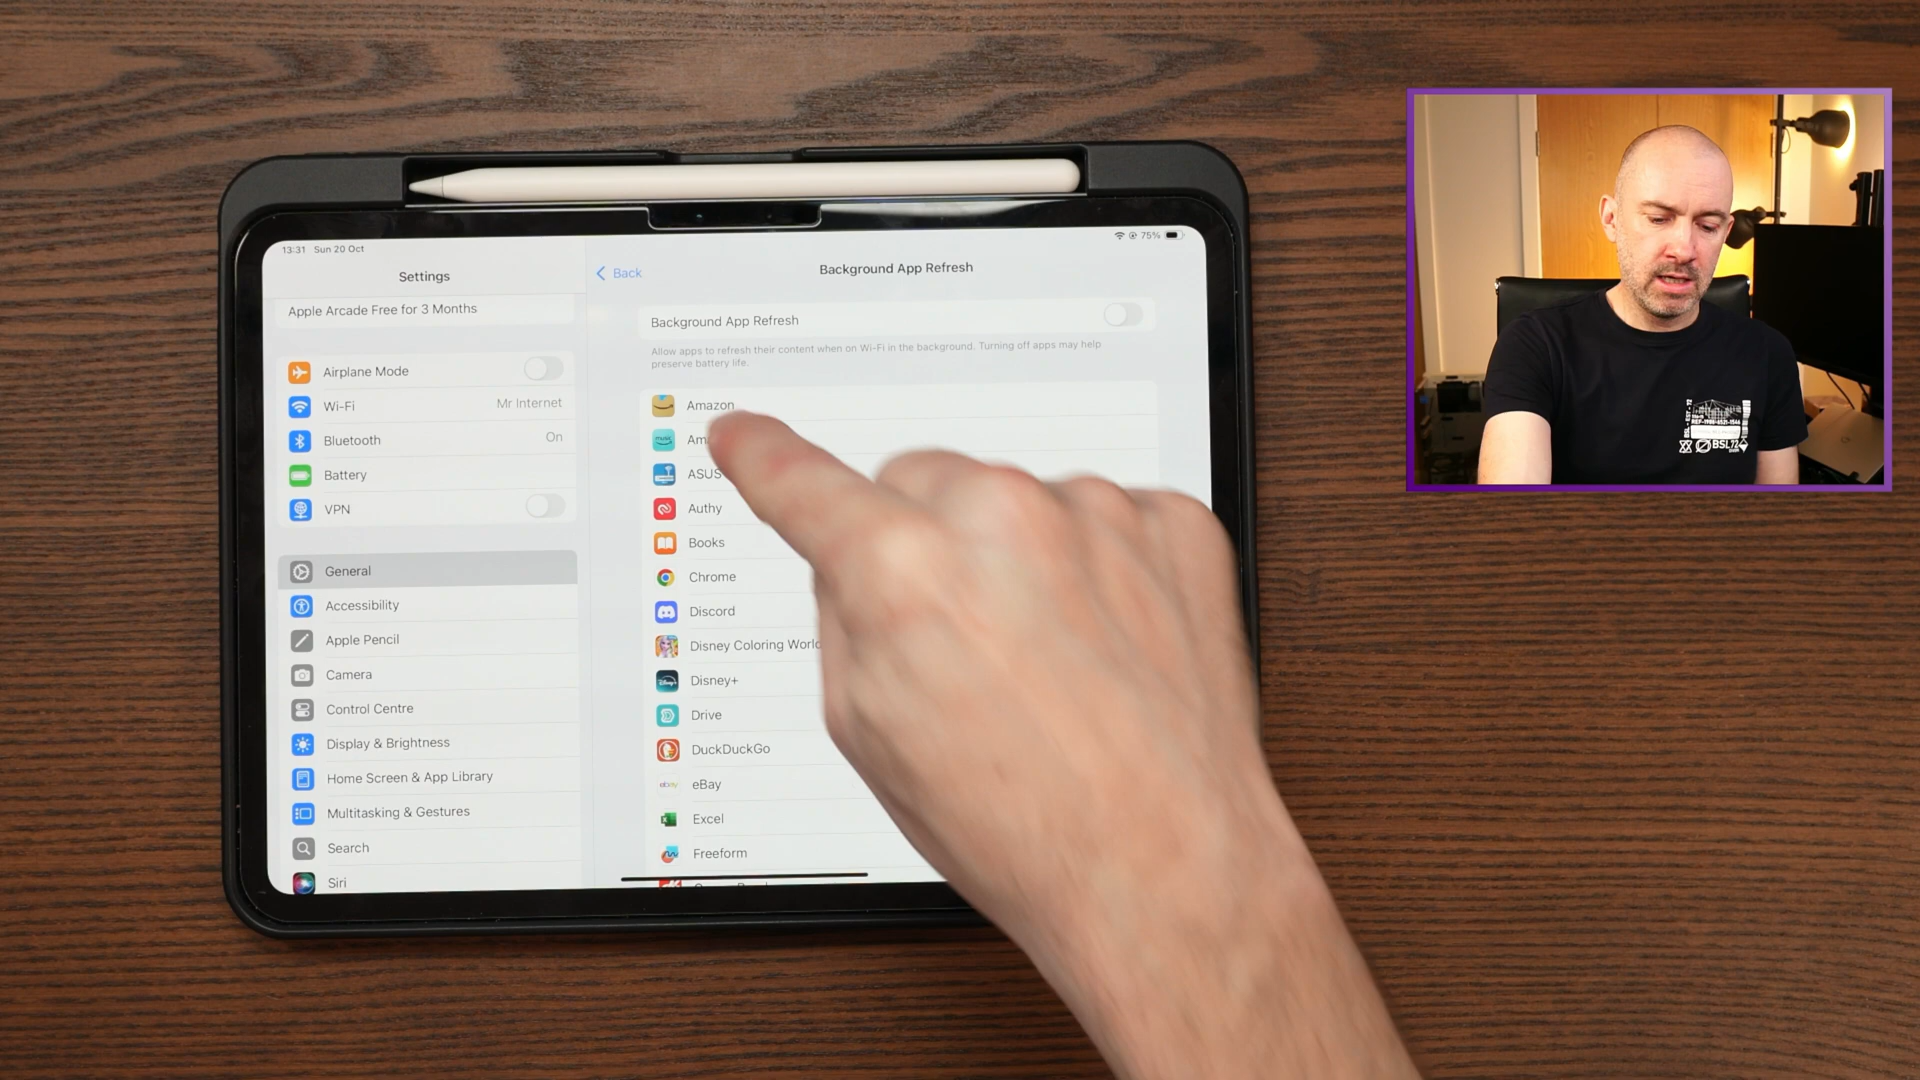 13:31 Sun 20 Oct
75%
Settings
Apple Arcade Free for 3 Months
Airplane Mode
Wi-Fi Mr Internet
Bluetooth On
Battery
VPN
General
Accessibility
Apple Pencil
Camera
Control Centre
Display & Brightness
Home Screen & App Library
Multitasking & Gestures
Search
Siri
Back
Background App Refresh
Background App Refresh
Allow apps to refresh their content when on Wi-Fi in the background. Turning off apps may help
preserve battery life.
Amazon
ASUS
Authy
Books
Chrome
Discord
Disney Coloring World
Disney+
Drive
DuckDuckGo
eBay
Excel
Freeform
BSL72